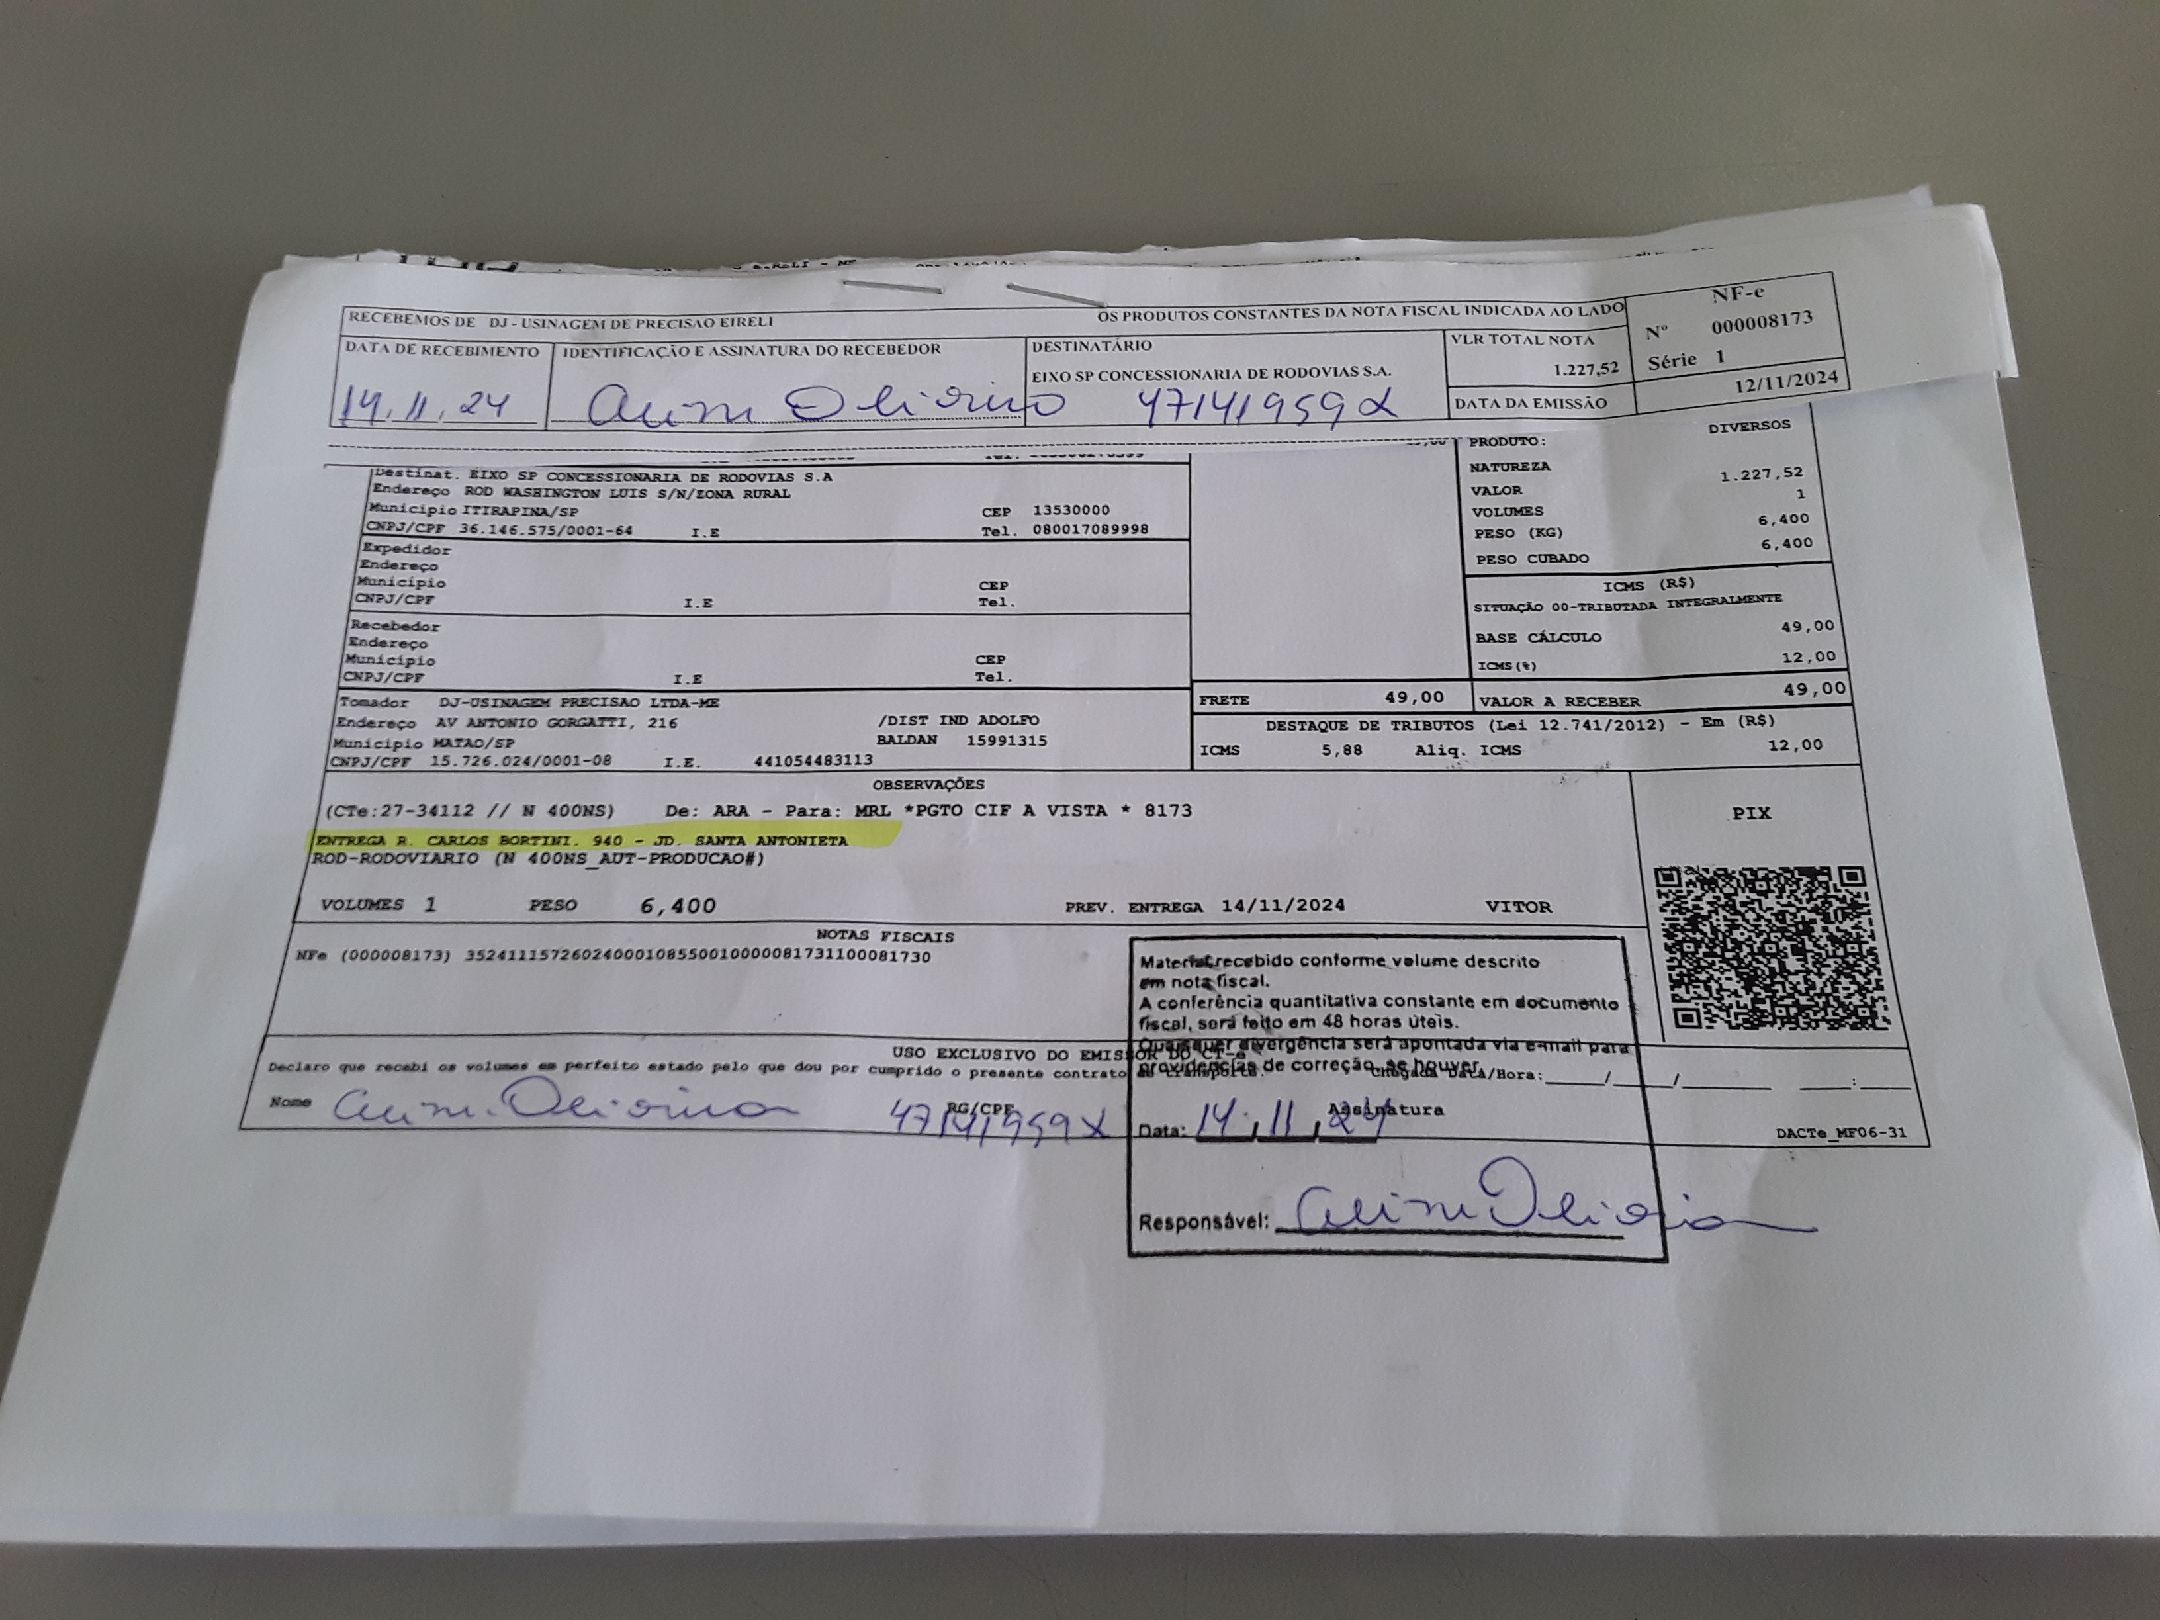 RECEBEMOS DE DJ - USINAGEM DE PRECISAO EIRELI OS PRODUTOS CONSTANTES DA NOTA FISCAL INDICADA AO LADO
NF-e
Nº 000008173
Série 1
DATA DE RECEBIMENTO
14.11.24
IDENTIFICAÇÃO E ASSINATURA DO RECEBEDOR
DESTINATÁRIO
EIXO SP CONCESSIONARIA DE RODOVIAS S.A.
47141959X
VLR TOTAL NOTA
1.227,52
DATA DA EMISSÃO 12/11/2024
Destinat. EIXO SP CONCESSIONARIA DE RODOVIAS S.A
Endereço ROD WASHINGTON LUIS S/N/ZONA RURAL
Município ITIRAPINA/SP CEP 13530000
CNPJ/CPF 36.146.575/0001-64 I.E Tel. 080017089998
Expedidor
Endereço
Município CEP
CNPJ/CPF I.E Tel.
Recebedor
Endereço
Município CEP
CNPJ/CPF I.E Tel.
Tomador DJ-USINAGEM PRECISAO LTDA-ME
Endereço AV ANTONIO GORGATTI, 216 /DIST IND ADOLFO
Município MATAO/SP BALDAN 15991315
CNPJ/CPF 15.726.024/0001-08 I.E. 441054483113
PRODUTO: DIVERSOS
NATUREZA
VALOR 1.227,52
VOLUMES 1
PESO (KG) 6,400
PESO CUBADO 6,400
ICMS (R$)
SITUAÇÃO 00-TRIBUTADA INTEGRALMENTE
BASE CÁLCULO 49,00
ICMS(%) 12,00
FRETE 49,00 VALOR A RECEBER 49,00
DESTAQUE DE TRIBUTOS (Lei 12.741/2012) - Em (R$)
ICMS 5,88 Aliq. ICMS 12,00
OBSERVAÇÕES
(CTe:27-34112 // N 400NS) De: ARA - Para: MRL *PGTO CIF A VISTA * 8173
ENTREGA R. CARLOS BORTINI. 940 - JD. SANTA ANTONIETA
ROD-RODOVIARIO (N 400NS_AUT-PRODUCAO#)
VOLUMES 1 PESO 6,400 PREV. ENTREGA 14/11/2024 VITOR
PIX
NOTAS FISCAIS
NFe (000008173) 35241115726024000108550010000081731100081730
Material recebido conforme volume descrito
em nota fiscal.
A conferência quantitativa constante em documento
fiscal, será feito em 48 horas úteis.
Quaisquer divergência será apontada via e-mail para
providências de correção, se houver.
Data: 14.11.24
Responsável:
USO EXCLUSIVO DO EMISSOR DO CT-e
Declaro que recebi os volumes em perfeito estado pelo que dou por cumprido o presente contrato de transporte. Chegada Data/Hora:____/____/______ ___:___
Nome RG/CPF 47141959X Assinatura
DACTe_MF06-31